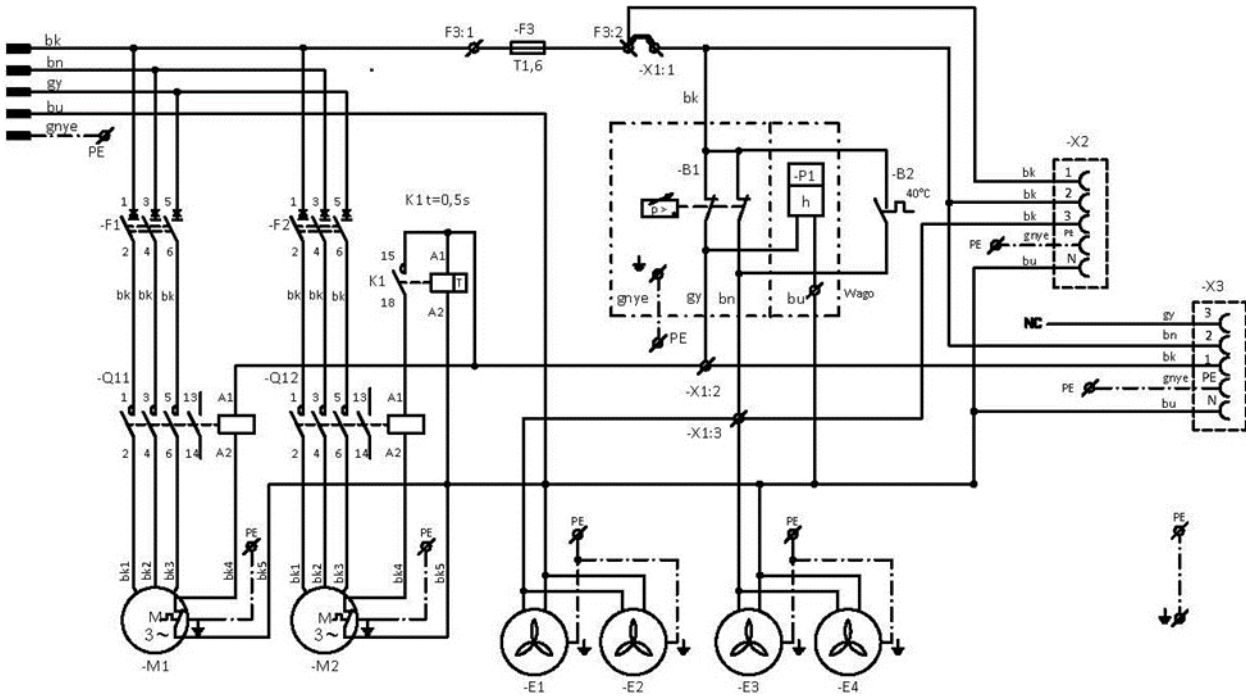 bk
bn
gy
bu
gnye
PE
F3:1
-F3
T1,6
F3:2
-X1:1
bk
-B1
p >
-P1
h
-B2
40°C
gnye
PE
gy
bn
bu
Wago
-X1:2
-X1:3
-X2
bk 1
bk 2
bk 3
PE gnye PE
bu N
-X3
NC gy 3
bn 2
bk 1
PE gnye PE
bu N
1 3 5
-F1
2 4 6
bk bk bk
1 3 5
-F2
2 4 6
bk bk bk
K1 t=0,5s
15
K1
18
A1
T
A2
-Q11
1 3 5 13 A1
2 4 6 14 A2
-Q12
1 3 5 13 A1
2 4 6 14 A2
bk1 bk2 bk3 bk4 PE bk5
M
3 ~
-M1
bk1 bk2 bk3 bk4 PE bk5
M
3 ~
-M2
PE
-E1
-E2
PE
-E3
-E4
PE